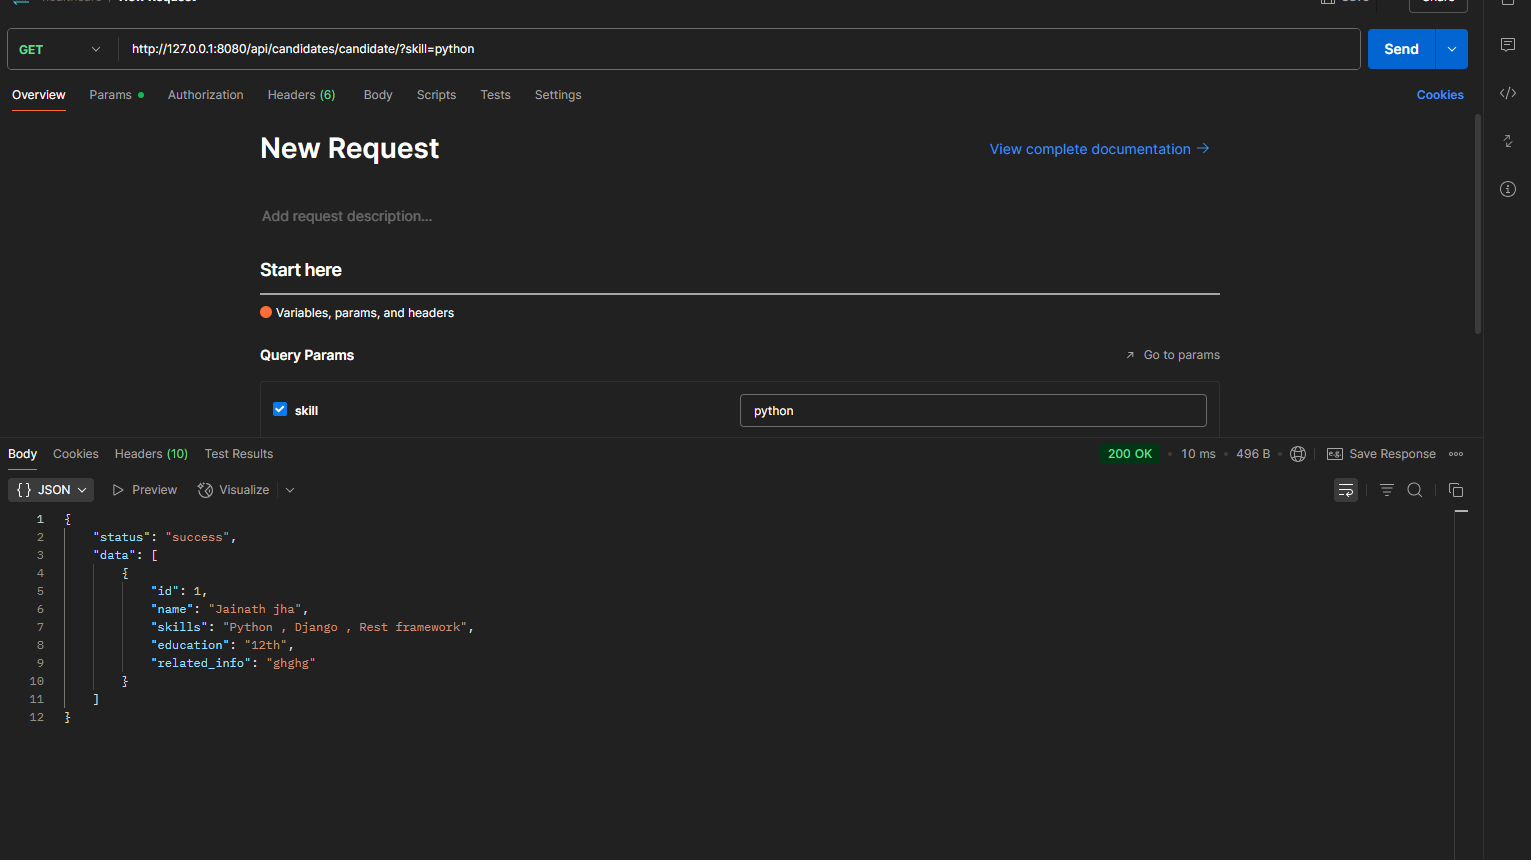 New Request
Share
GET http://127.0.0.1:8080/api/candidates/candidate/?skill=python Send
Overview Params Authorization Headers (6) Body Scripts Tests Settings Cookies
New Request View complete documentation →
Add request description...
Start here
Variables, params, and headers
Query Params Go to params
skill python
Body Cookies Headers (10) Test Results 200 OK • 10 ms • 496 B • e.g. Save Response
{} JSON Preview Visualize
1 {
2 "status": "success",
3 "data": [
4 {
5 "id": 1,
6 "name": "Jainath jha",
7 "skills": "Python , Django , Rest framework",
8 "education": "12th",
9 "related_info": "ghghg"
10 }
11 ]
12 }